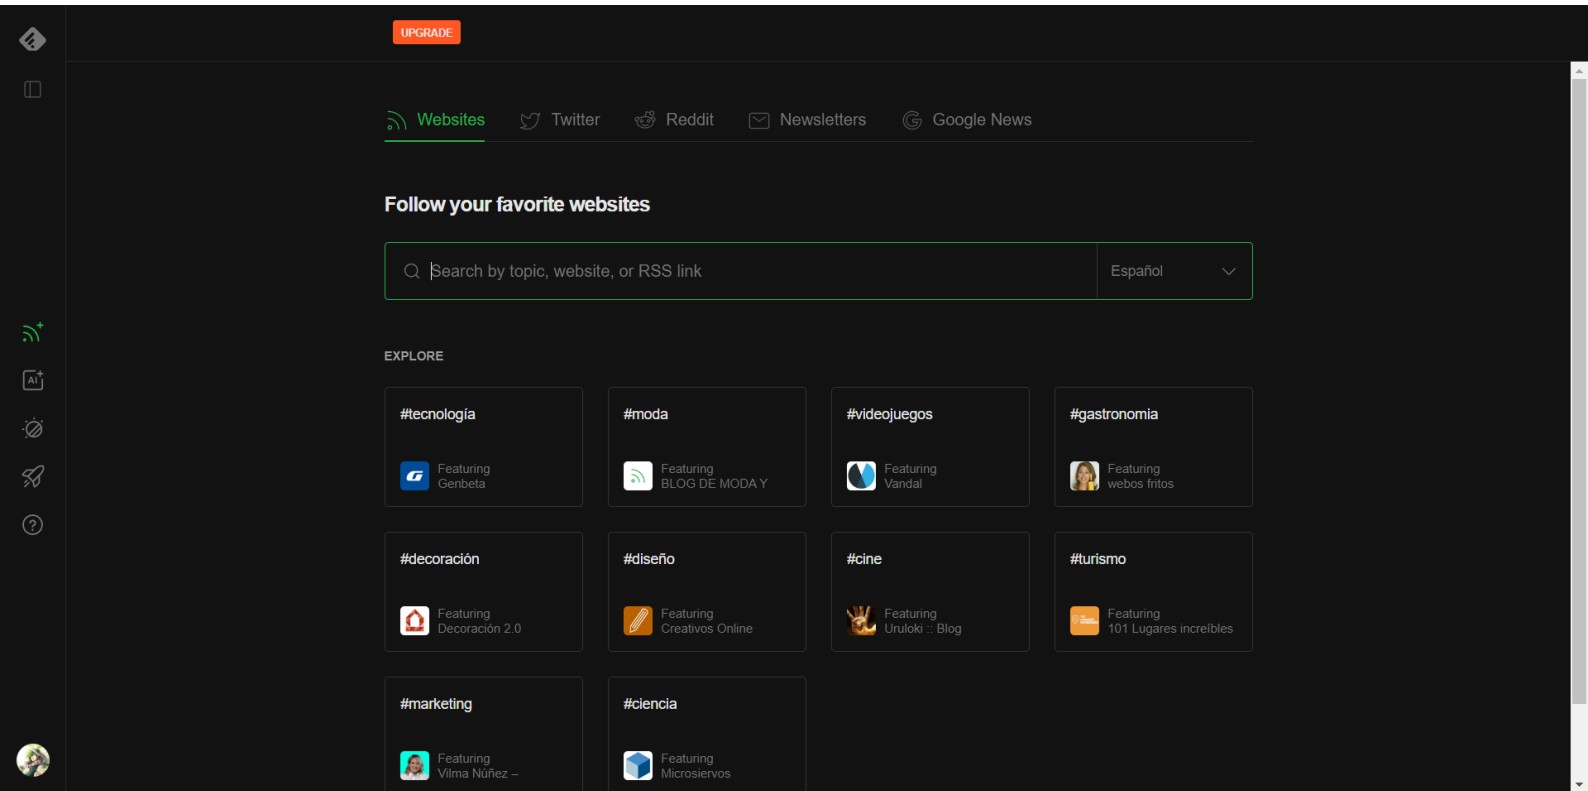 UPGRADE
Websites
Twitter
Reddit
Newsletters
Google News
Follow your favorite websites
Search by topic, website, or RSS link
Español
EXPLORE
#tecnología
Featuring
Genbeta
#moda
Featuring
BLOG DE MODA Y
#videojuegos
Featuring
Vandal
#gastronomia
Featuring
webos fritos
#decoración
Featuring
Decoración 2.0
#diseño
Featuring
Creativos Online
#cine
Featuring
Uruloki :: Blog
#turismo
Featuring
101 Lugares increíbles
#marketing
Featuring
Vilma Núñez –
#ciencia
Featuring
Microsiervos
AI